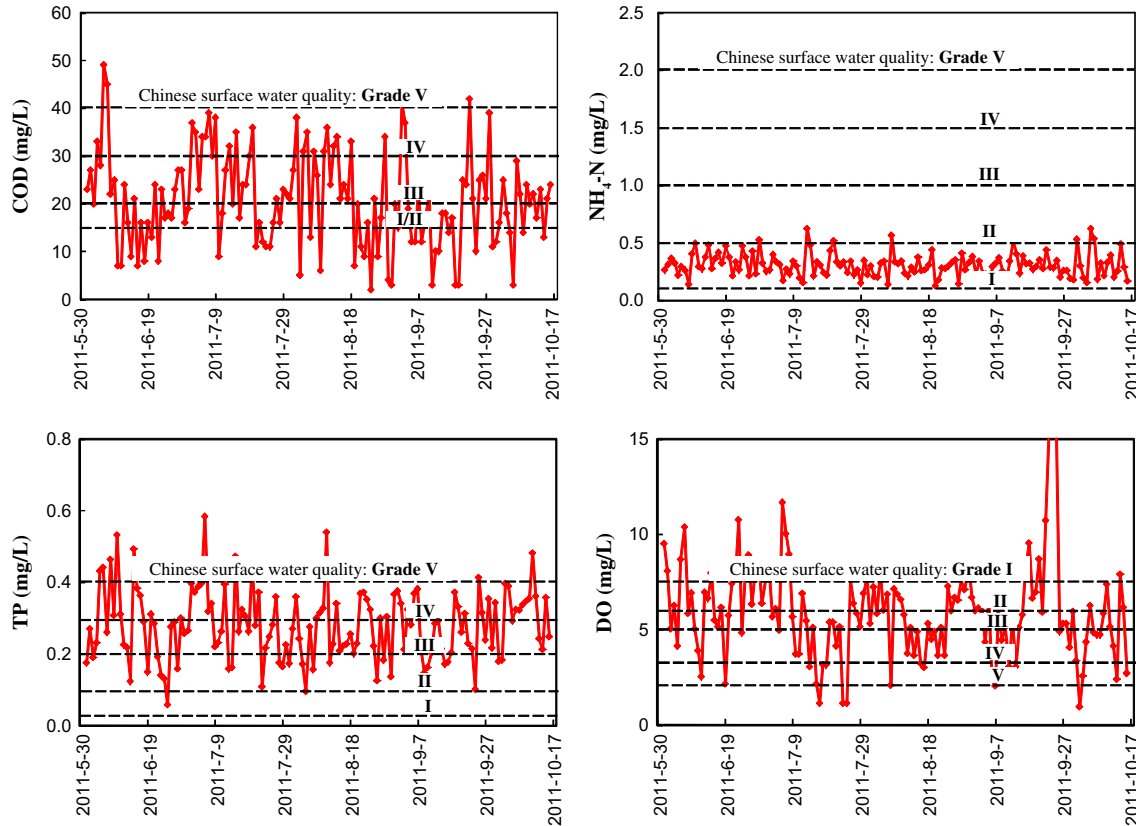 60
50
40
30
20
10
0
COD (mg/L)
Chinese surface water quality: Grade V
IV
III
I/II
2011-5-30
2011-6-19
2011-7-9
2011-7-29
2011-8-18
2011-9-7
2011-9-27
2011-10-17
2.5
2.0
1.5
1.0
0.5
0.0
NH4-N (mg/L)
Chinese surface water quality: Grade V
IV
III
II
I
2011-5-30
2011-6-19
2011-7-9
2011-7-29
2011-8-18
2011-9-7
2011-9-27
2011-10-17
0.8
0.6
0.4
0.2
0.0
TP (mg/L)
Chinese surface water quality: Grade V
IV
III
II
I
2011-5-30
2011-6-19
2011-7-9
2011-7-29
2011-8-18
2011-9-7
2011-9-27
2011-10-17
15
10
5
0
DO (mg/L)
Chinese surface water quality: Grade I
II
III
IV
V
2011-5-30
2011-6-19
2011-7-9
2011-7-29
2011-8-18
2011-9-7
2011-9-27
2011-10-17